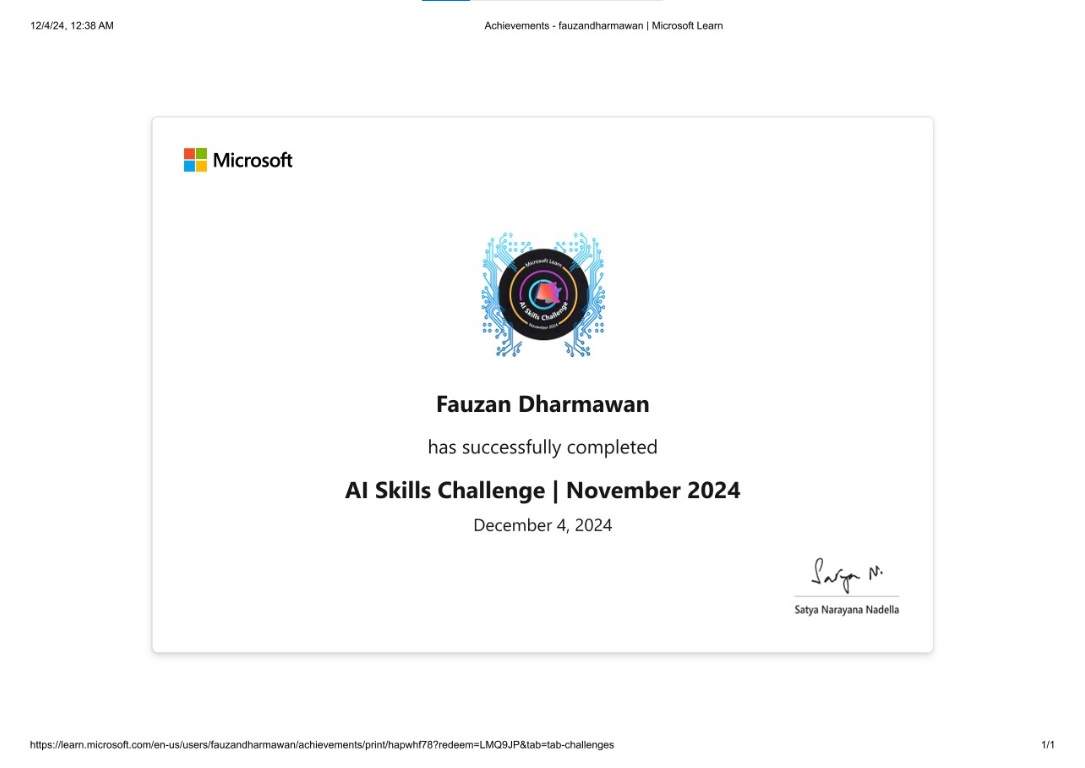 12/4/24, 12:38 AM
Achievements - fauzandharmawan | Microsoft Learn
Microsoft
Microsoft Learn
AI Skills Challenge
November 2024
Fauzan Dharmawan
has successfully completed
AI Skills Challenge | November 2024
December 4, 2024
Satya N.
Satya Narayana Nadella
https://learn.microsoft.com/en-us/users/fauzandharmawan/achievements/print/hapwhf78?redeem=LMQ9JP&tab=tab-challenges
1/1